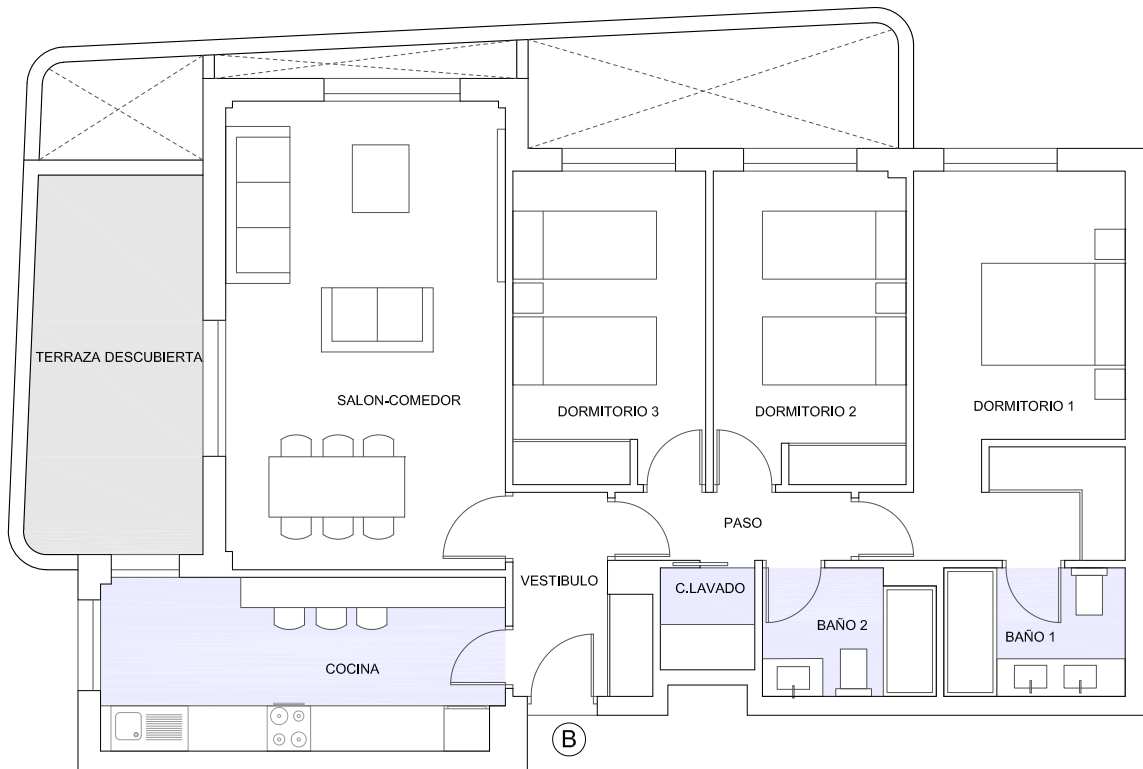 TERRAZA DESCUBIERTA
SALON-COMEDOR
DORMITORIO 3
DORMITORIO 2
DORMITORIO 1
PASO
VESTIBULO
C.LAVADO
BAÑO 2
BAÑO 1
COCINA
B